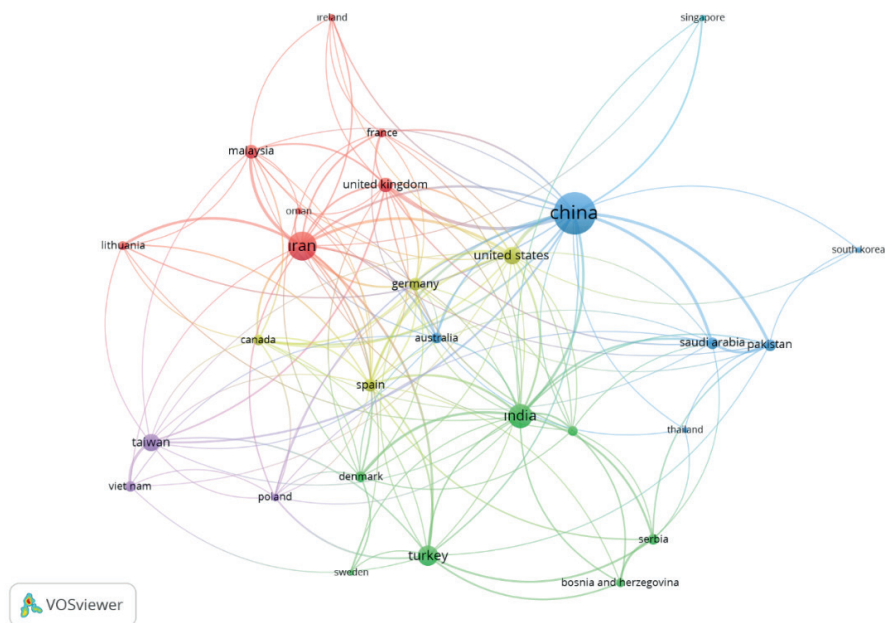 ireland
singapore
france
malaysia
united kingdom
china
oman
lithuania
iran
south korea
united states
germany
canada
australia
saudi arabia
pakistan
spain
india
thailand
taiwan
denmark
viet nam
poland
serbia
turkey
sweden
bosnia and herzegovina
VOSviewer